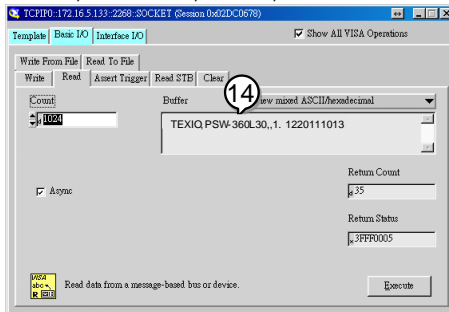 TCPIP0::172.16.5.133::2268::SOCKET (Session 0x02DC0678)
Template Basic I/O Interface I/O Show All VISA Operations
Write From File Read To File
Write Read Assert Trigger Read STB Clear
14
Count Buffer iew mixed ASCII/hexadecimal
d 1024 TEXIO, PSW-360L30,,1. 1220111013
Return Count
Async d 35
Return Status
x 3FFF0005
VISA
abc
R
Read data from a message-based bus or device. Execute